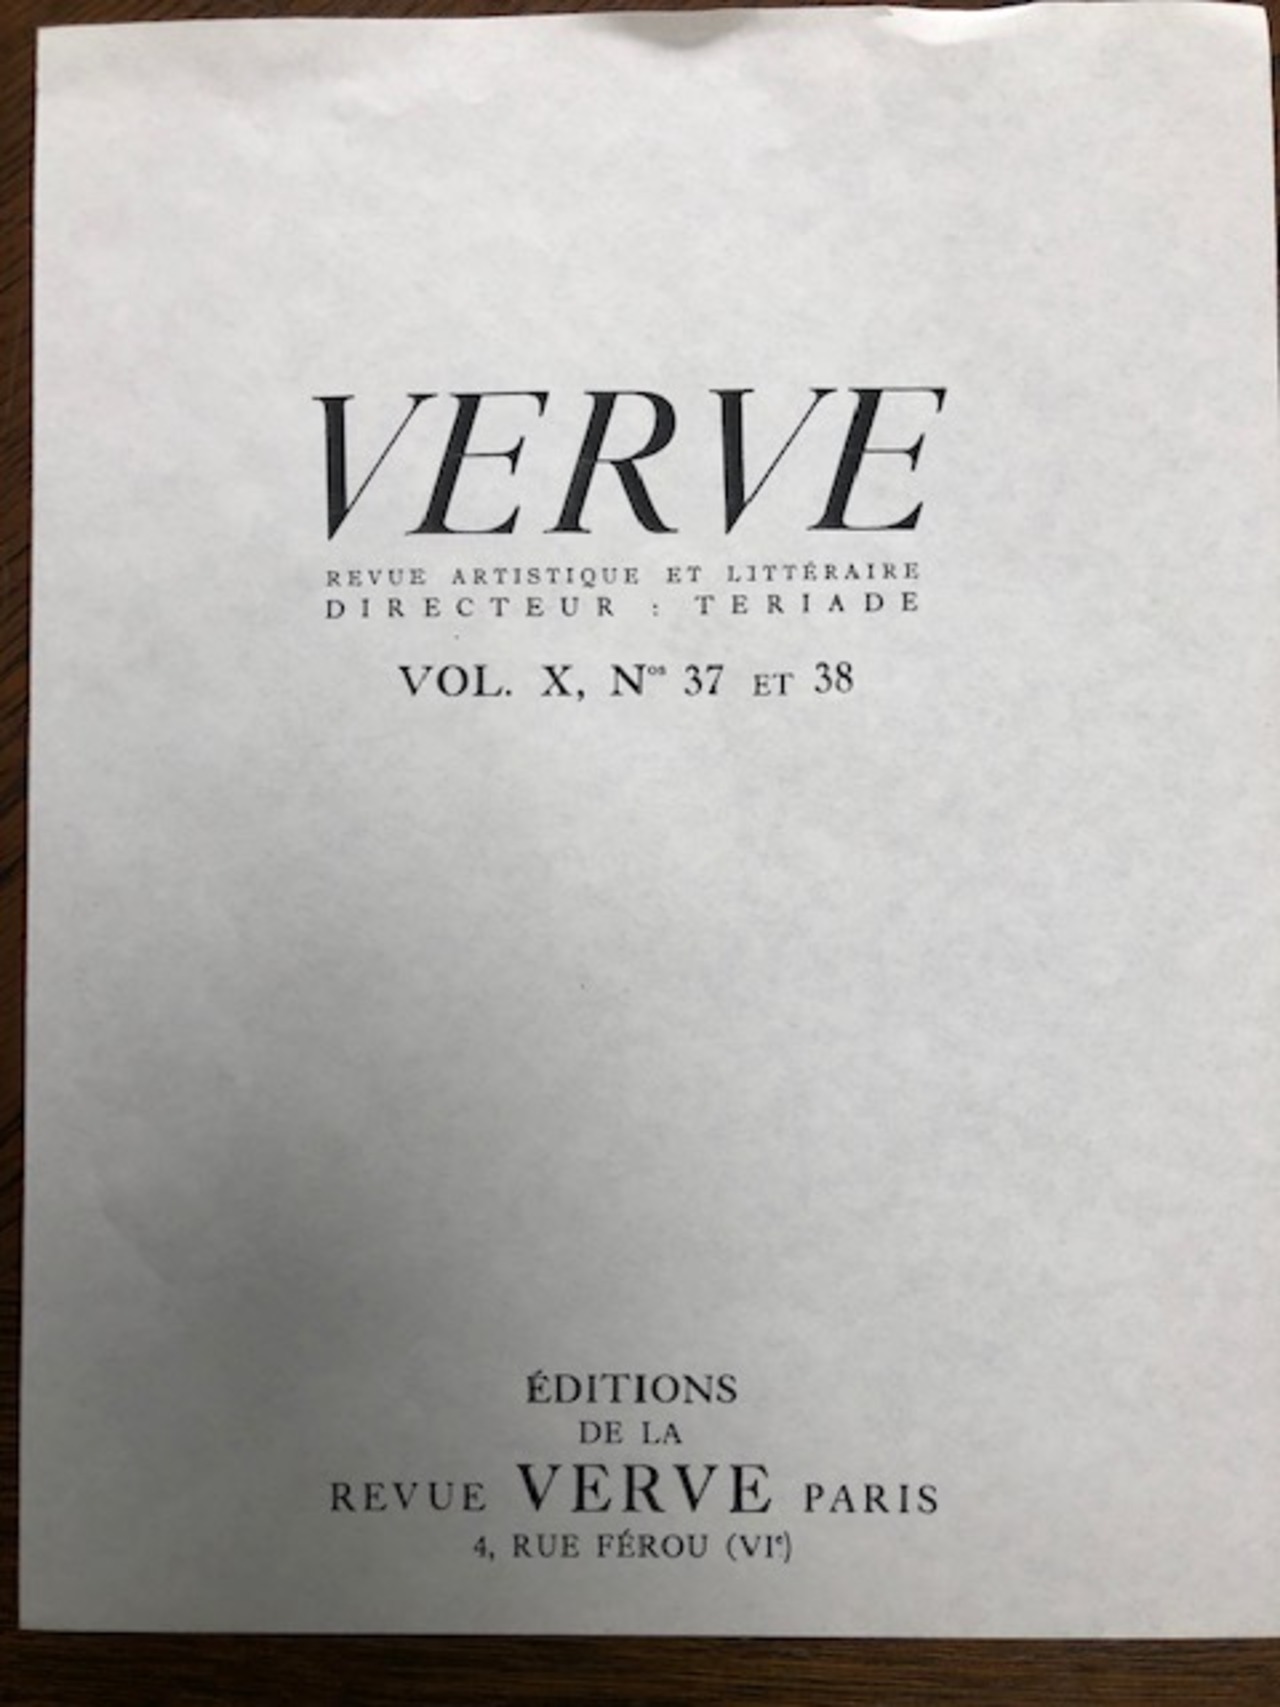 VERVE
REVUE ARTISTIQUE ET LITTÉRAIRE
DIRECTEUR : TERIADE
VOL. X, Nos 37 ET 38
ÉDITIONS
DE LA
REVUE VERVE PARIS
4, RUE FÉROU (VIe)